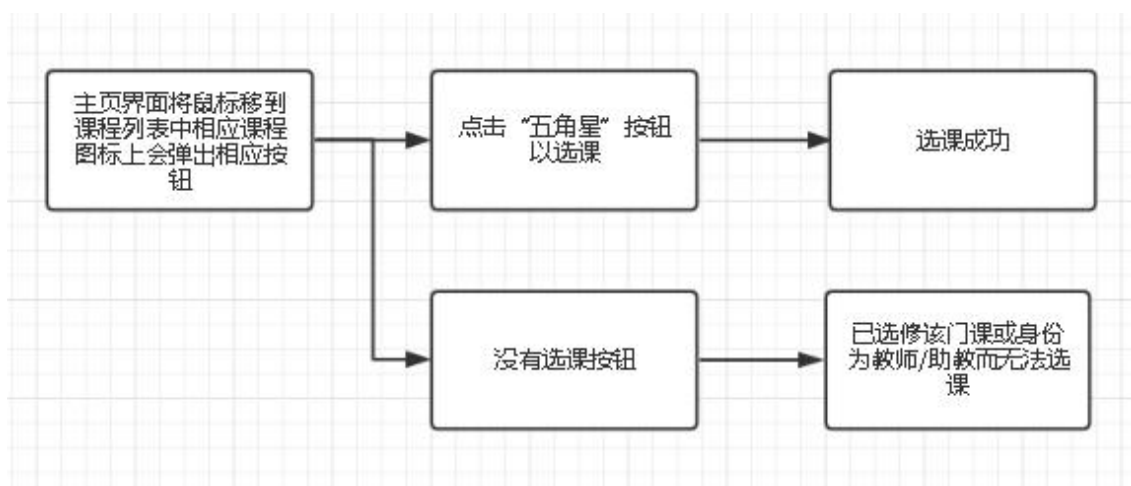 主页界面将鼠标移到
课程列表中相应课程
图标上会弹出相应按
钮
点击“五角星”按钮
以选课
选课成功
没有选课按钮
已选修该门课或身份
为教师/助教而无法选
课